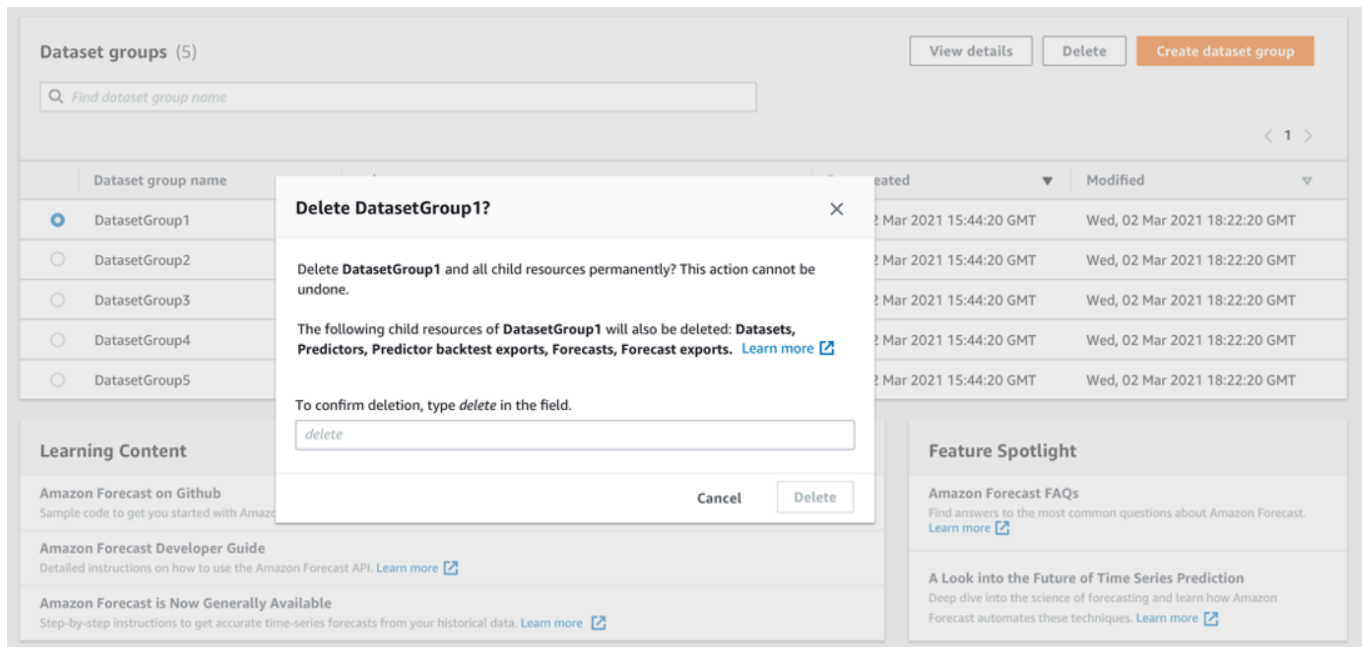 Dataset groups (5)
View details
Delete
Create dataset group
Find dataset group name
1
Dataset group name
eated
Modified
DatasetGroup1
2 Mar 2021 15:44:20 GMT
Wed, 02 Mar 2021 18:22:20 GMT
DatasetGroup2
2 Mar 2021 15:44:20 GMT
Wed, 02 Mar 2021 18:22:20 GMT
DatasetGroup3
2 Mar 2021 15:44:20 GMT
Wed, 02 Mar 2021 18:22:20 GMT
DatasetGroup4
2 Mar 2021 15:44:20 GMT
Wed, 02 Mar 2021 18:22:20 GMT
DatasetGroup5
2 Mar 2021 15:44:20 GMT
Wed, 02 Mar 2021 18:22:20 GMT
Delete DatasetGroup1?
Delete DatasetGroup1 and all child resources permanently? This action cannot be
undone.
The following child resources of DatasetGroup1 will also be deleted: Datasets,
Predictors, Predictor backtest exports, Forecasts, Forecast exports. Learn more
To confirm deletion, type delete in the field.
delete
Cancel
Delete
Learning Content
Amazon Forecast on Github
Sample code to get you started with Amazo
Amazon Forecast Developer Guide
Detailed instructions on how to use the Amazon Forecast API. Learn more
Amazon Forecast is Now Generally Available
Step-by-step instructions to get accurate time-series forecasts from your historical data. Learn more
Feature Spotlight
Amazon Forecast FAQs
Find answers to the most common questions about Amazon Forecast.
Learn more
A Look into the Future of Time Series Prediction
Deep dive into the science of forecasting and learn how Amazon
Forecast automates these techniques. Learn more